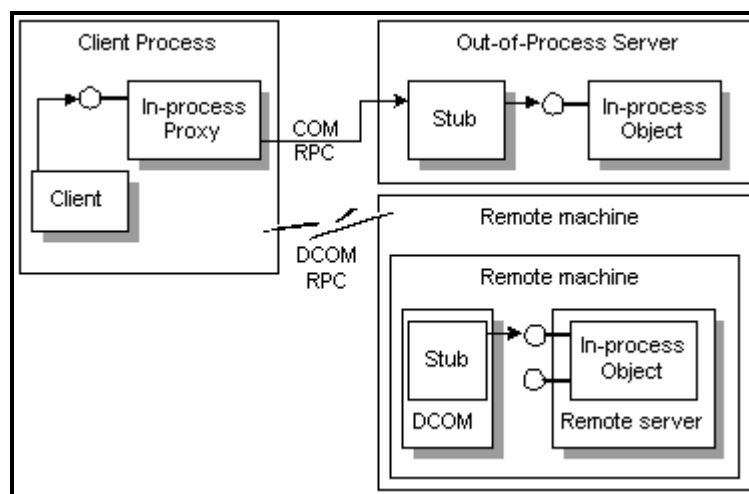 Client Process
In-process
Proxy
Client
COM
RPC
Out-of-Process Server
Stub
In-process
Object
DCOM
RPC
Remote machine
Remote machine
Stub
DCOM
In-process
Object
Remote server